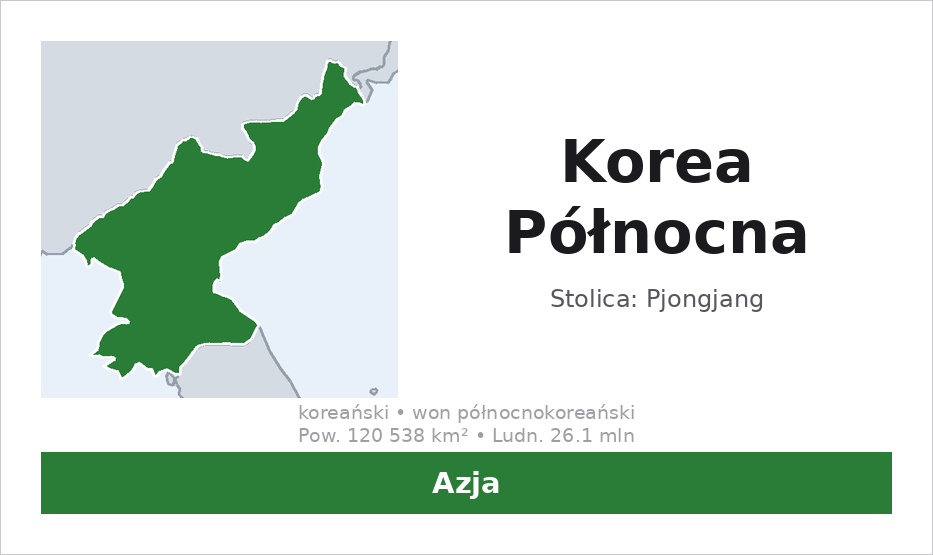 Korea
Północna
Stolica: Pjongjang
koreański • won północnokoreański
Pow. 120 538 km² • Ludn. 26.1 mln
Azja